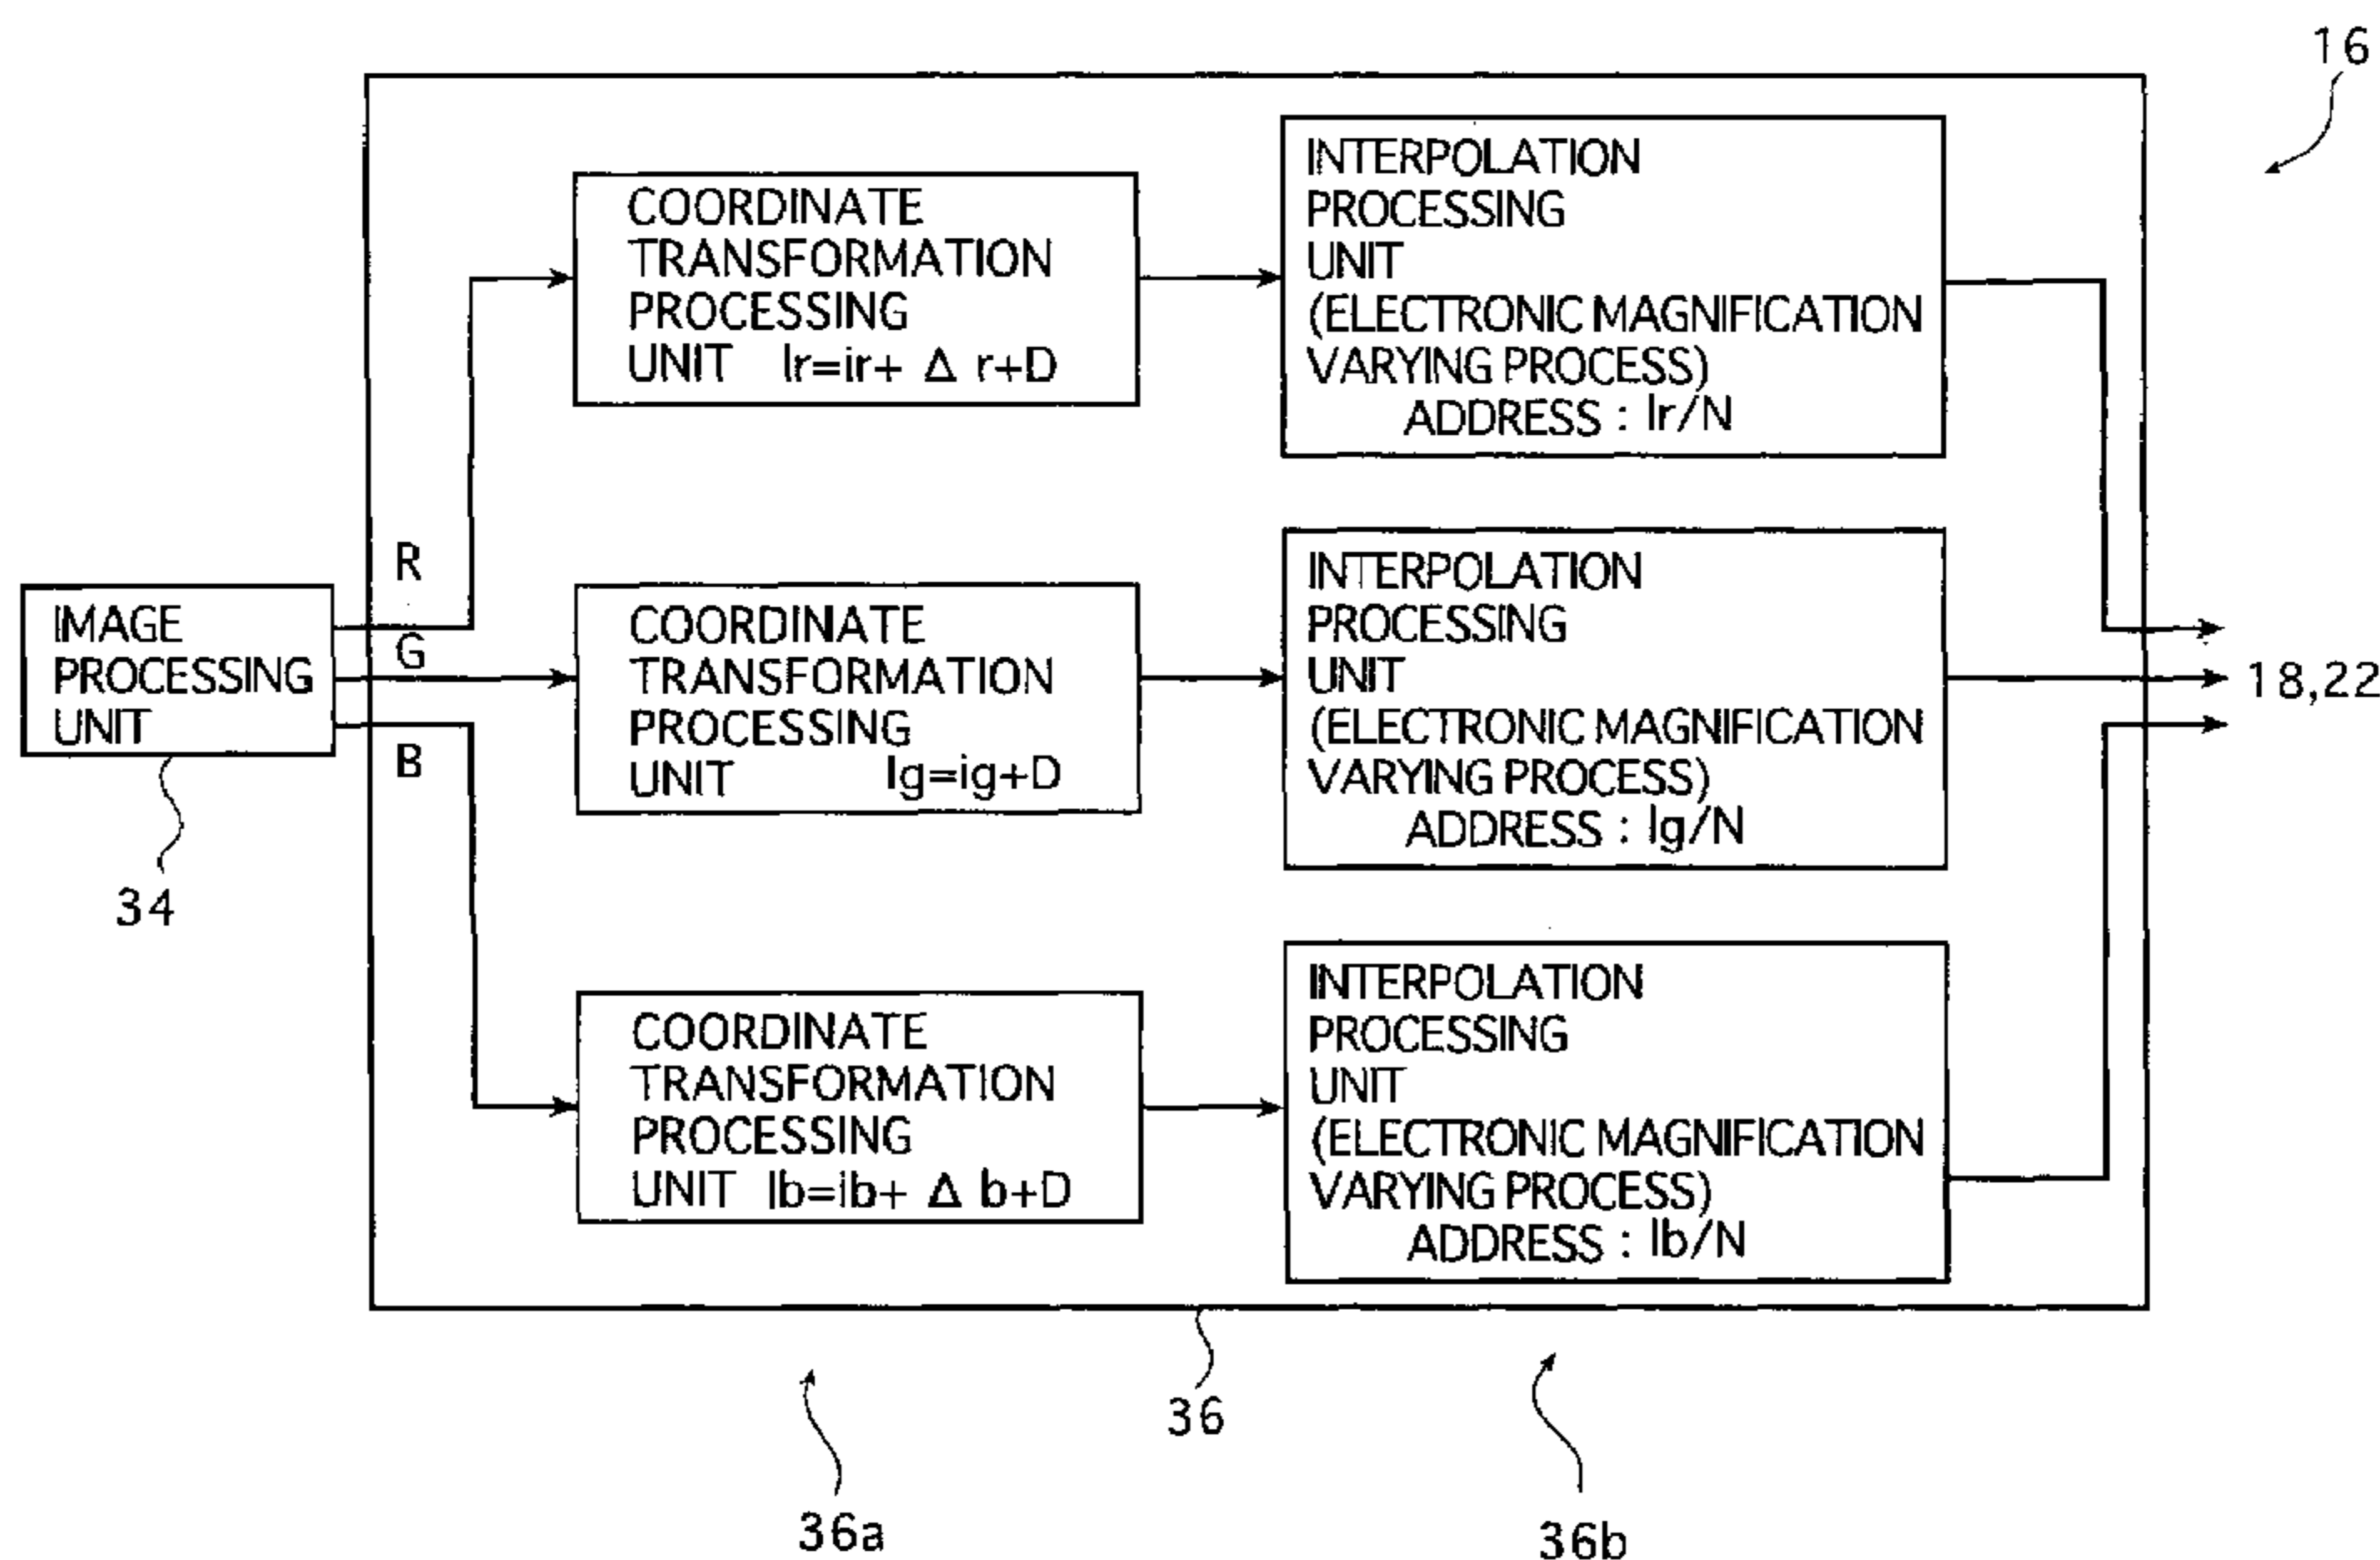 16
IMAGE
PROCESSING
UNIT
34
R
G
B
COORDINATE
TRANSFORMATION
PROCESSING
UNIT Ir=ir+ Δ r+D
INTERPOLATION
PROCESSING
UNIT
(ELECTRONIC MAGNIFICATION
VARYING PROCESS)
ADDRESS : Ir/N
COORDINATE
TRANSFORMATION
PROCESSING
UNIT Ig=ig+D
INTERPOLATION
PROCESSING
UNIT
(ELECTRONIC MAGNIFICATION
VARYING PROCESS)
ADDRESS : Ig/N
18,22
COORDINATE
TRANSFORMATION
PROCESSING
UNIT Ib=ib+ Δ b+D
INTERPOLATION
PROCESSING
UNIT
(ELECTRONIC MAGNIFICATION
VARYING PROCESS)
ADDRESS : Ib/N
36
36a
36b